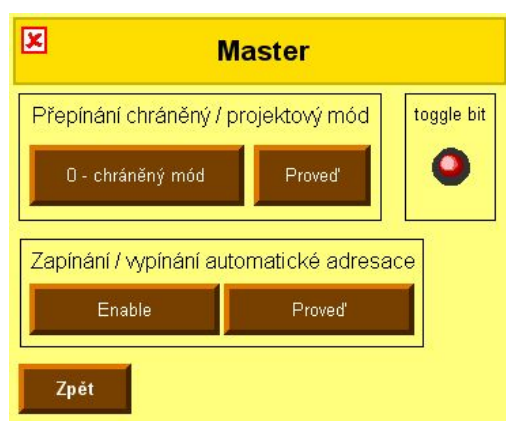 Master
Přepínání chráněný / projektový mód
toggle bit
0 - chráněný mód
Proveď
Zapínání / vypínání automatické adresace
Enable
Proveď
Zpět